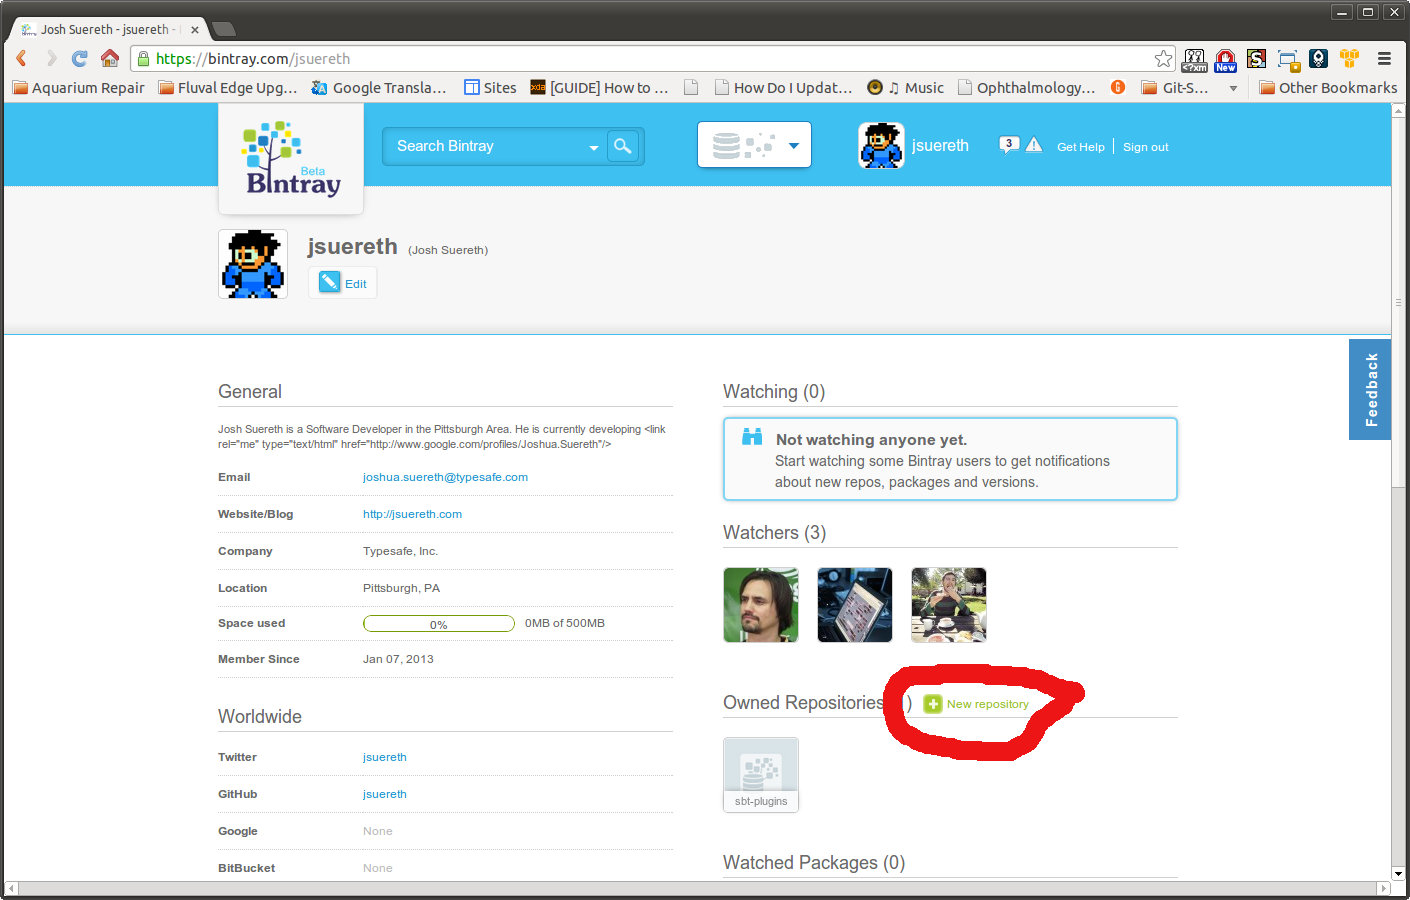 Josh Suereth - jsuereth -
https://bintray.com/jsuereth
</xm
New
Aquarium Repair
Fluval Edge Upg...
Google Transla...
Sites
xda
[GUIDE] How to ...
How Do I Updat...
♫ Music
Ophthalmology...
Git-S...
Other Bookmarks
Beta
Bintray
Search Bintray
jsuereth
3
Get Help
Sign out
jsuereth (Josh Suereth)
Edit
Feedback
General
Josh Suereth is a Software Developer in the Pittsburgh Area. He is currently developing <link
rel="me" type="text/html" href="http://www.google.com/profiles/Joshua.Suereth"/>
Email joshua.suereth@typesafe.com
Website/Blog http://jsuereth.com
Company Typesafe, Inc.
Location Pittsburgh, PA
Space used 0% 0MB of 500MB
Member Since Jan 07, 2013
Worldwide
Twitter jsuereth
GitHub jsuereth
Google None
BitBucket None
Watching (0)
Not watching anyone yet.
Start watching some Bintray users to get notifications
about new repos, packages and versions.
Watchers (3)
Owned Repositories ) New repository
sbt-plugins
Watched Packages (0)